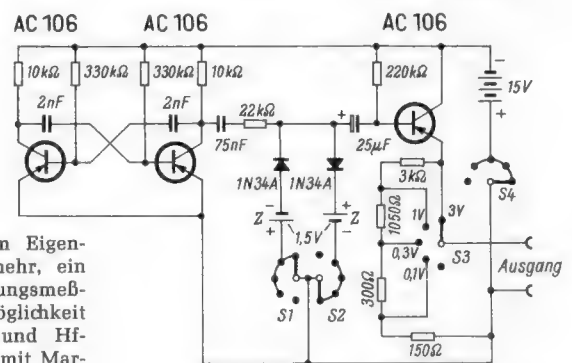 AC 106 AC 106 AC 106
10kΩ 330kΩ 330kΩ 10kΩ
220kΩ
−
15V
+
2nF 2nF
22kΩ
+
75nF
25µF
1N34A 1N34A
3kΩ
S4
−
+
Z 1,5V Z
+
−
1050Ω
1V
3V
0,3V
S3
0,1V
300Ω
Ausgang
S1 S2
150Ω
m Eigen-
nehr, ein
ungsmeß-
öglichkeit
und Hf-
mit Mar-